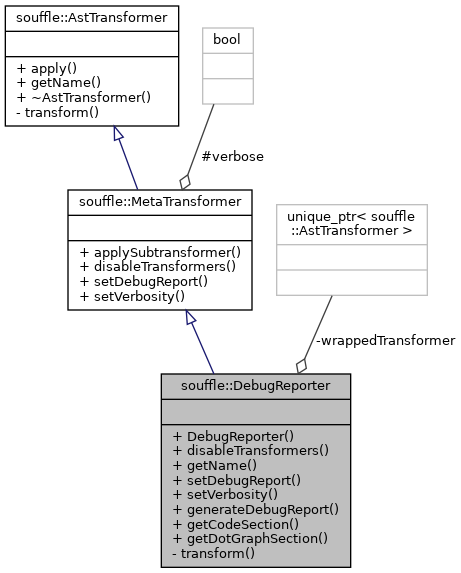 souffle::AstTransformer
+ apply()
+ getName()
+ ~AstTransformer()
- transform()
bool
#verbose
souffle::MetaTransformer
+ applySubtransformer()
+ disableTransformers()
+ setDebugReport()
+ setVerbosity()
unique_ptr< souffle
::AstTransformer >
-wrappedTransformer
souffle::DebugReporter
+ DebugReporter()
+ disableTransformers()
+ getName()
+ setDebugReport()
+ setVerbosity()
+ generateDebugReport()
+ getCodeSection()
+ getDotGraphSection()
- transform()